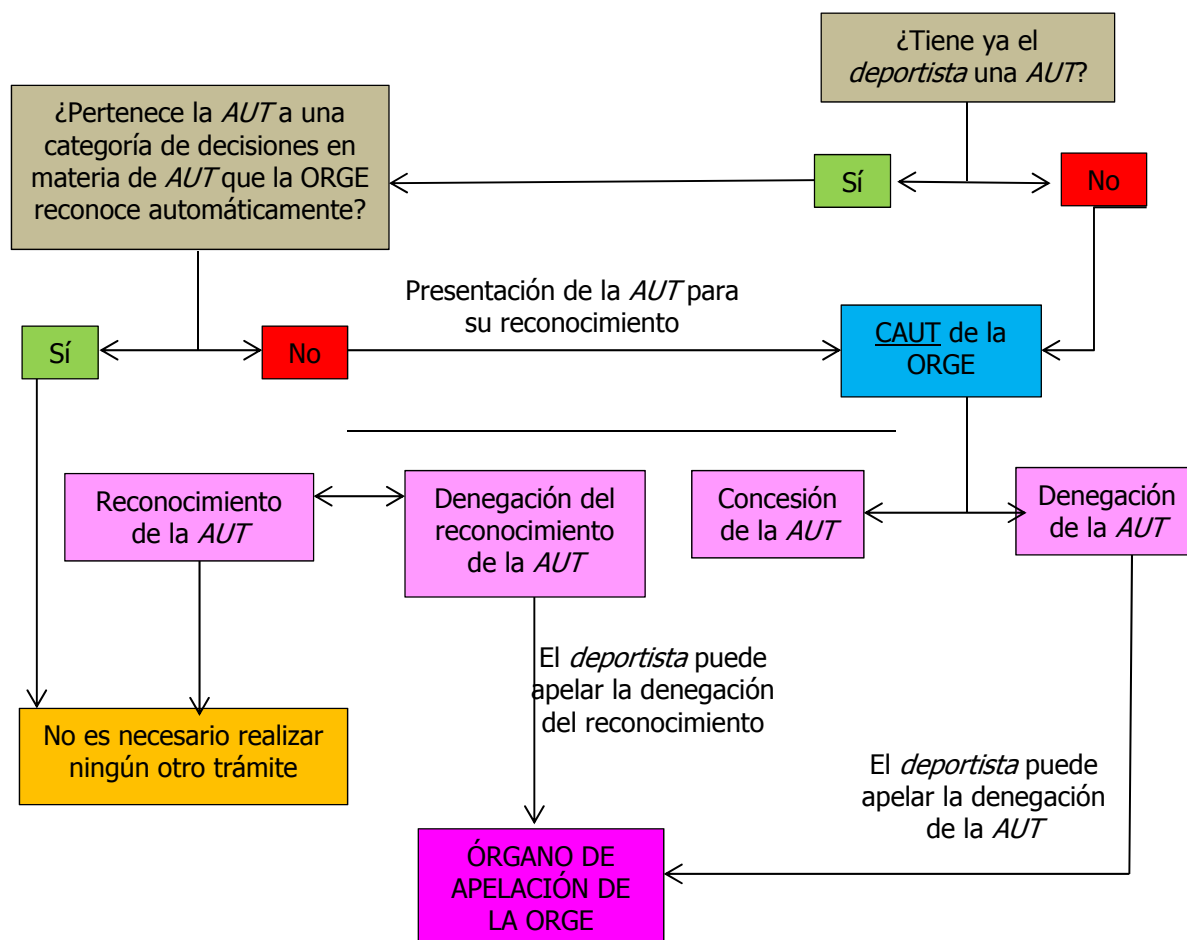 ¿Tiene ya el
deportista una AUT?
¿Pertenece la AUT a una
categoría de decisiones en
materia de AUT que la ORGE
reconoce automáticamente?
Sí
No
Presentación de la AUT para
su reconocimiento
Sí
No
CAUT de la
ORGE
Reconocimiento
de la AUT
Denegación del
reconocimiento
de la AUT
Concesión
de la AUT
Denegación
de la AUT
El deportista puede
apelar la denegación
del reconocimiento
No es necesario realizar
ningún otro trámite
El deportista puede
apelar la denegación
de la AUT
ÓRGANO DE
APELACIÓN DE
LA ORGE